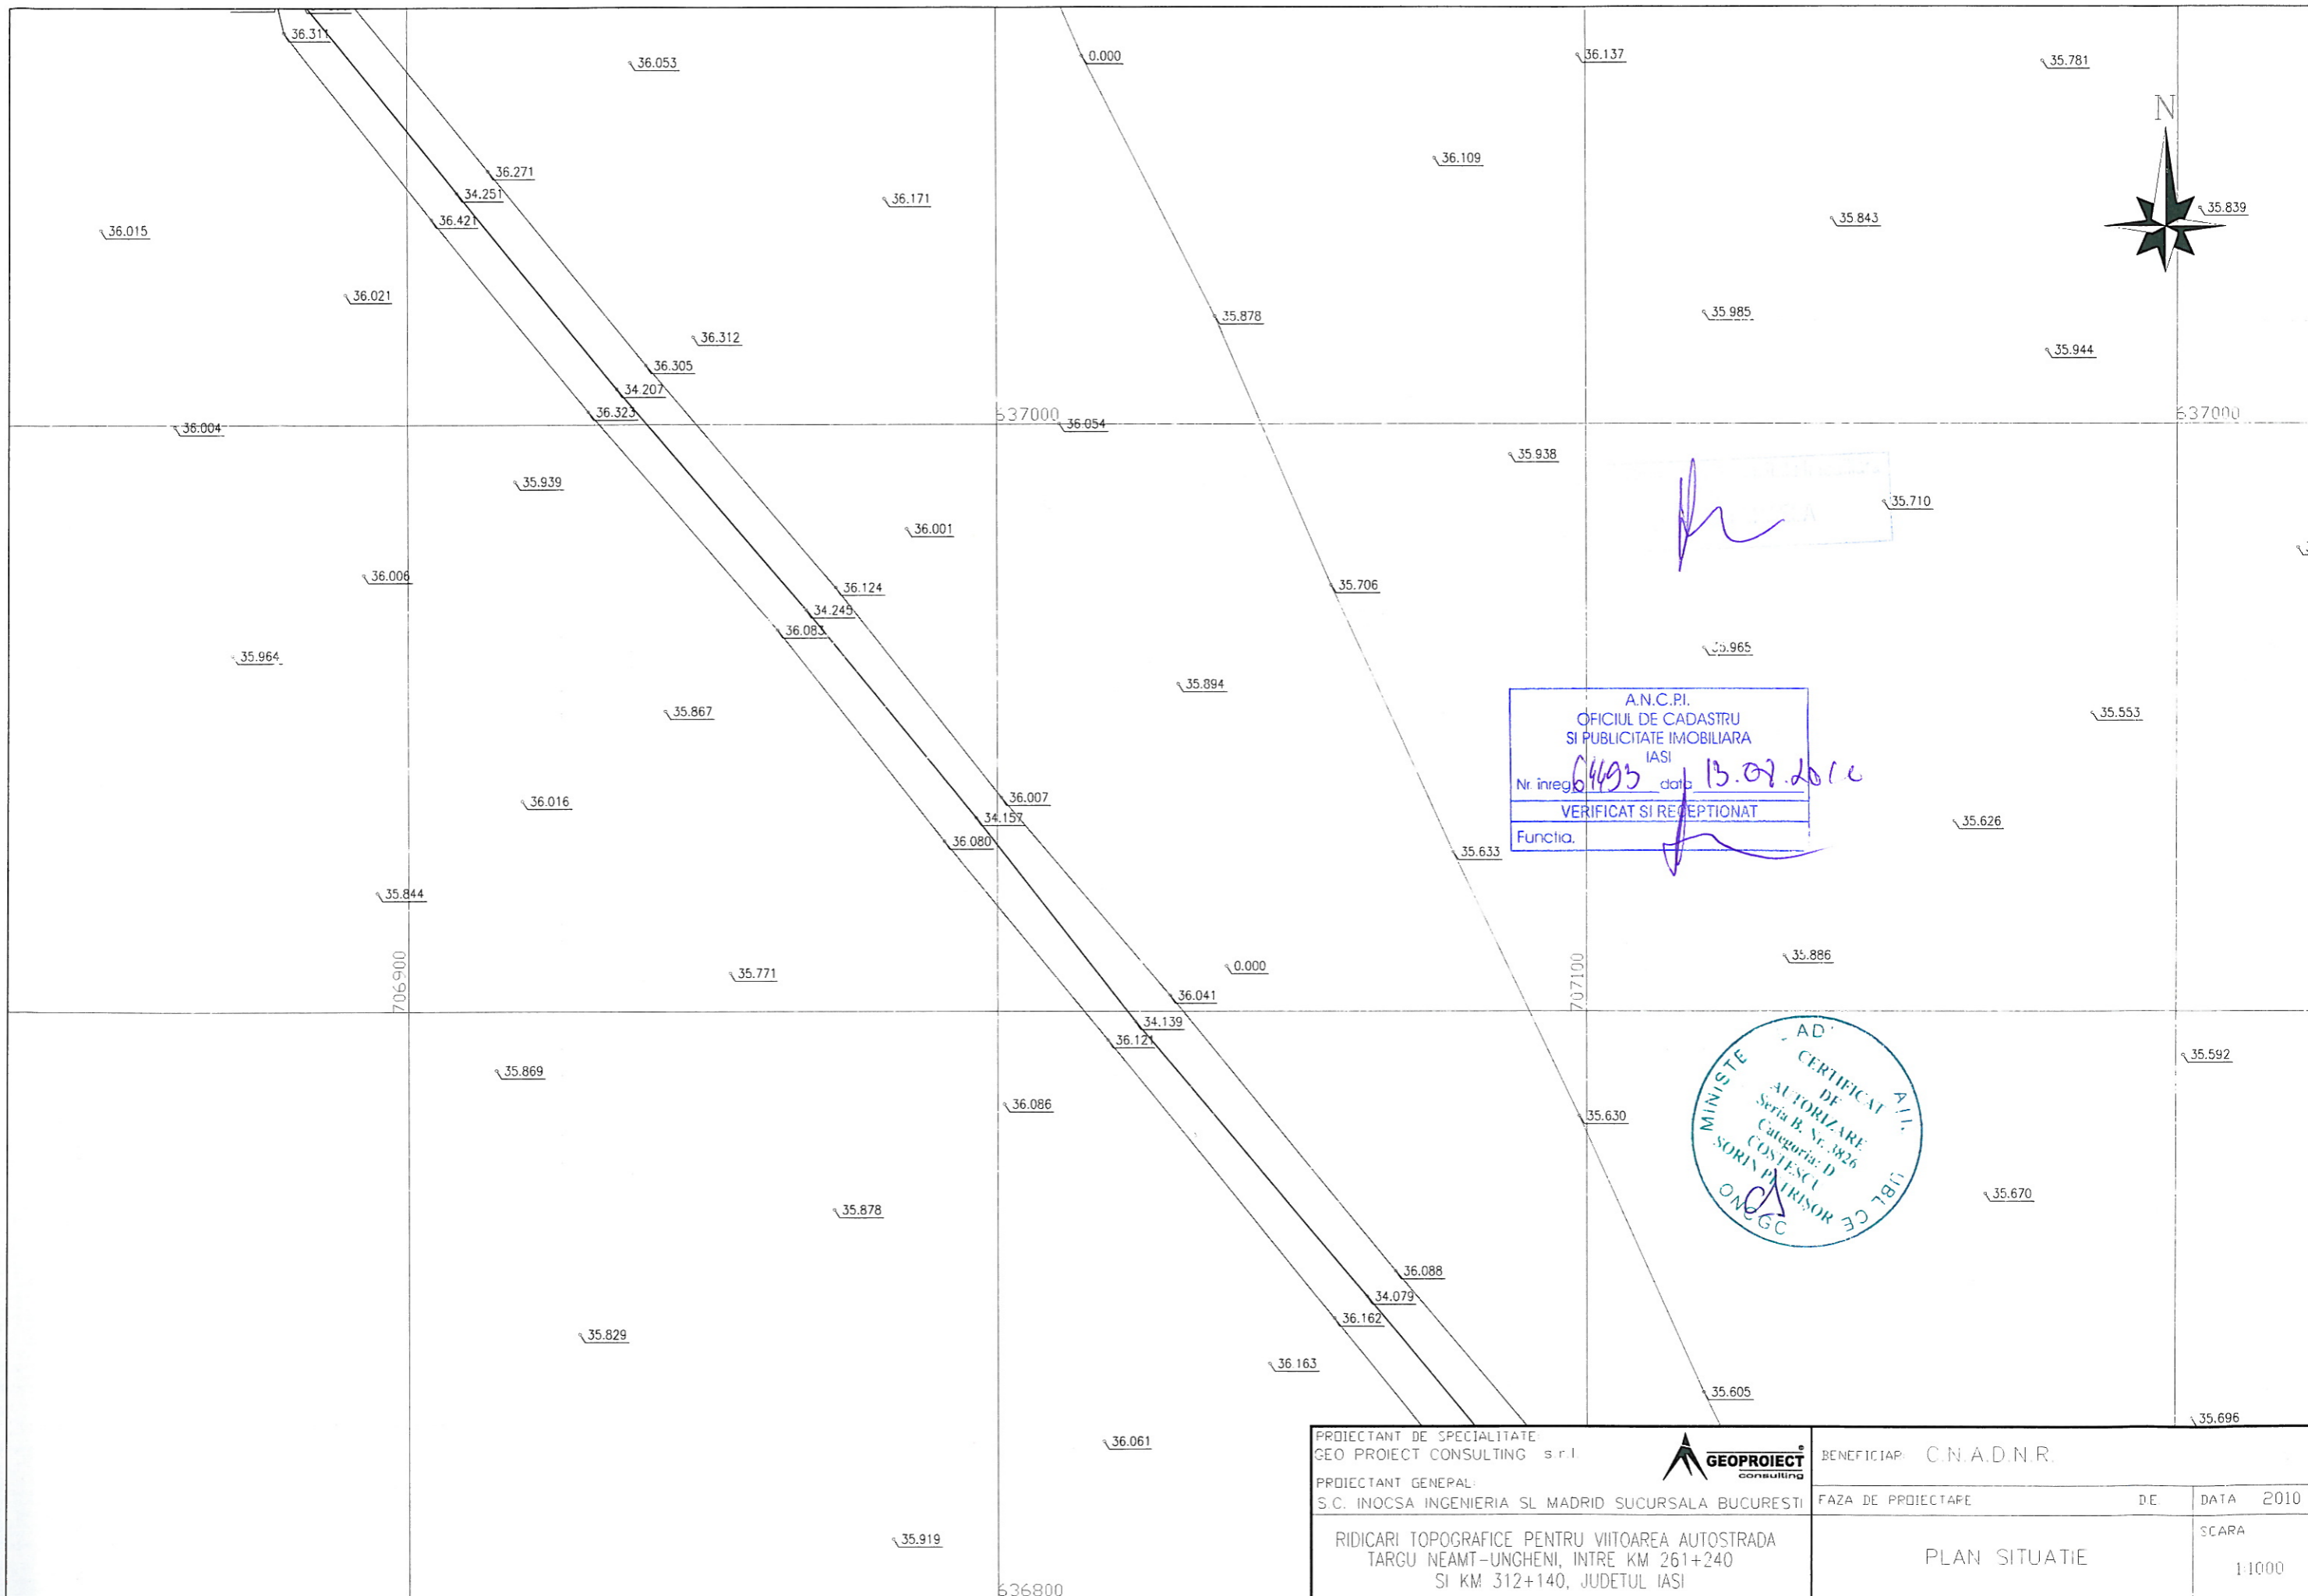 36.311
36.053
0.000
36.137
35.781
N
36.109
36.271
34.251
36.421
36.171
35.839
35.843
36.015
36.021
35.878
35.985
36.312
35.944
36.305
34.207
36.323
637000
637000
36.004
36.054
35.938
35.939
35.710
36.001
36.006
36.124
35.706
34.245
36.083
35.964
35.965
35.894
35.867
35.553
A.N.C.P.I.
OFICIUL DE CADASTRU
SI PUBLICITATE IMOBILIARA
IASI
Nr. inreg 64493 data
VERIFICAT SI RECEPTIONAT
Functia.
36.016
36.007
34.157
36.080
35.626
35.633
35.844
706900
707100
35.886
35.771
0.000
36.041
34.139
36.121
35.592
35.869
36.086
35.630
MINISTE
CERTIFICAT
DE
AUTORIZARE
Seria B. Nr. 3826
Categoria: D
COSTESCU
SORIN PETRISOR
ONCGC
35.670
35.878
36.088
34.079
36.162
35.829
36.163
35.605
35.696
36.061
35.919
636800
PROIECTANT DE SPECIALITATE:
GEO PROIECT CONSULTING s.r.l.
GEOPROIECT
consulting
PROIECTANT GENERAL:
S.C. INOCSA INGENIERIA SL MADRID SUCURSALA BUCURESTI
BENEFICIAR: C.N.A.D.N.R.
FAZA DE PROIECTARE D.E.
DATA 2010
RIDICARI TOPOGRAFICE PENTRU VIITOAREA AUTOSTRADA
TARGU NEAMT-UNGHENI, INTRE KM 261+240
SI KM 312+140, JUDETUL IASI
PLAN SITUATIE
SCARA
1:1000